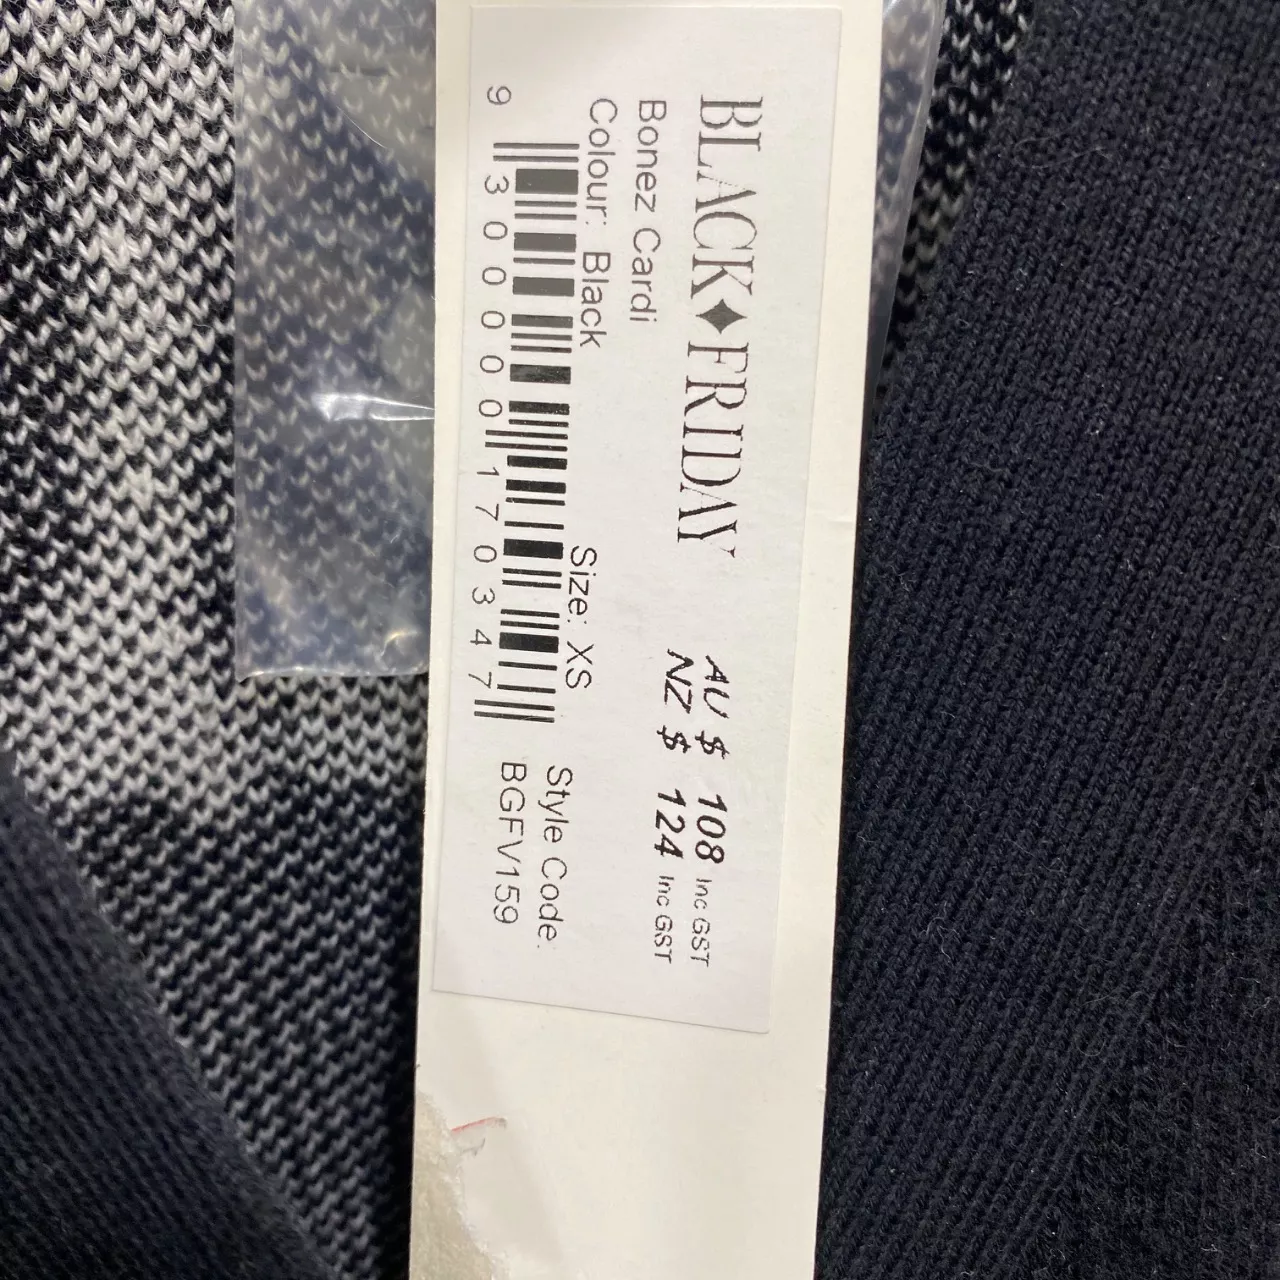 BLACK✦FRIDAY
AU $ 108 Inc GST
NZ $ 124 Inc GST
Bonez Cardi
Colour: Black
Size: XS
9 300000 170347
Style Code:
BGFV159